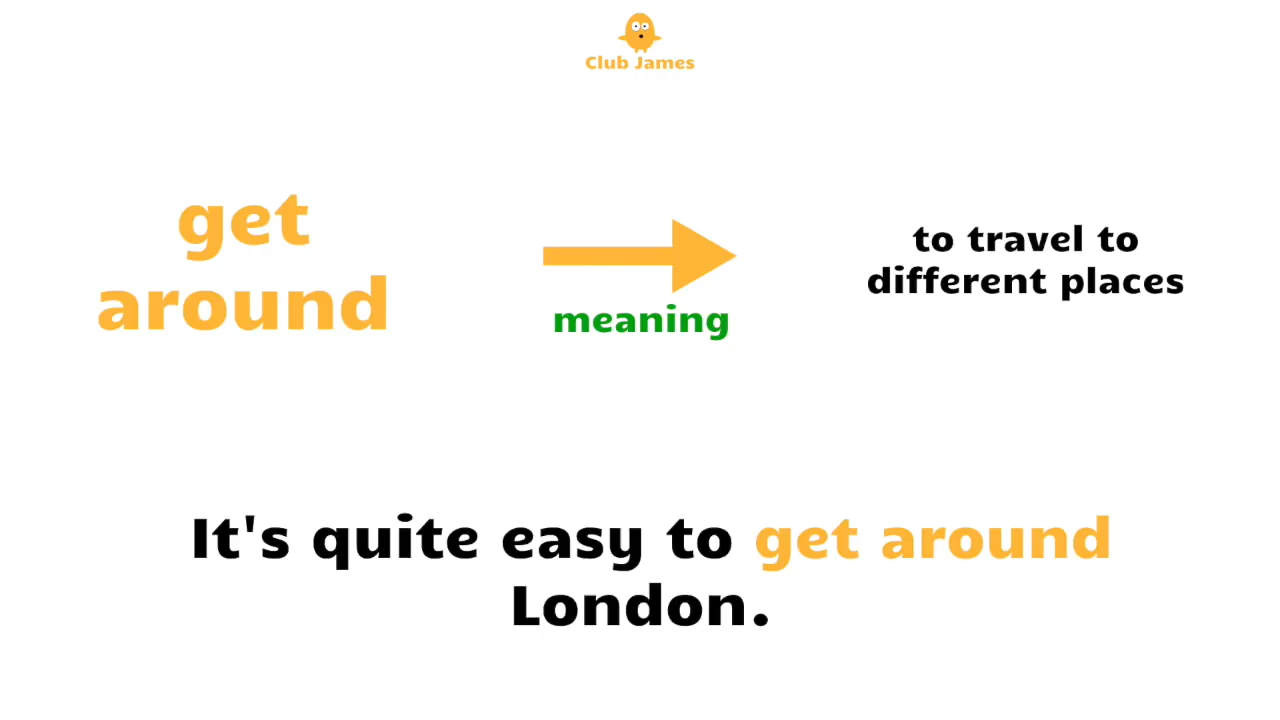 Club James
get
around
meaning
to travel to
different places
It's quite easy to get around
London.